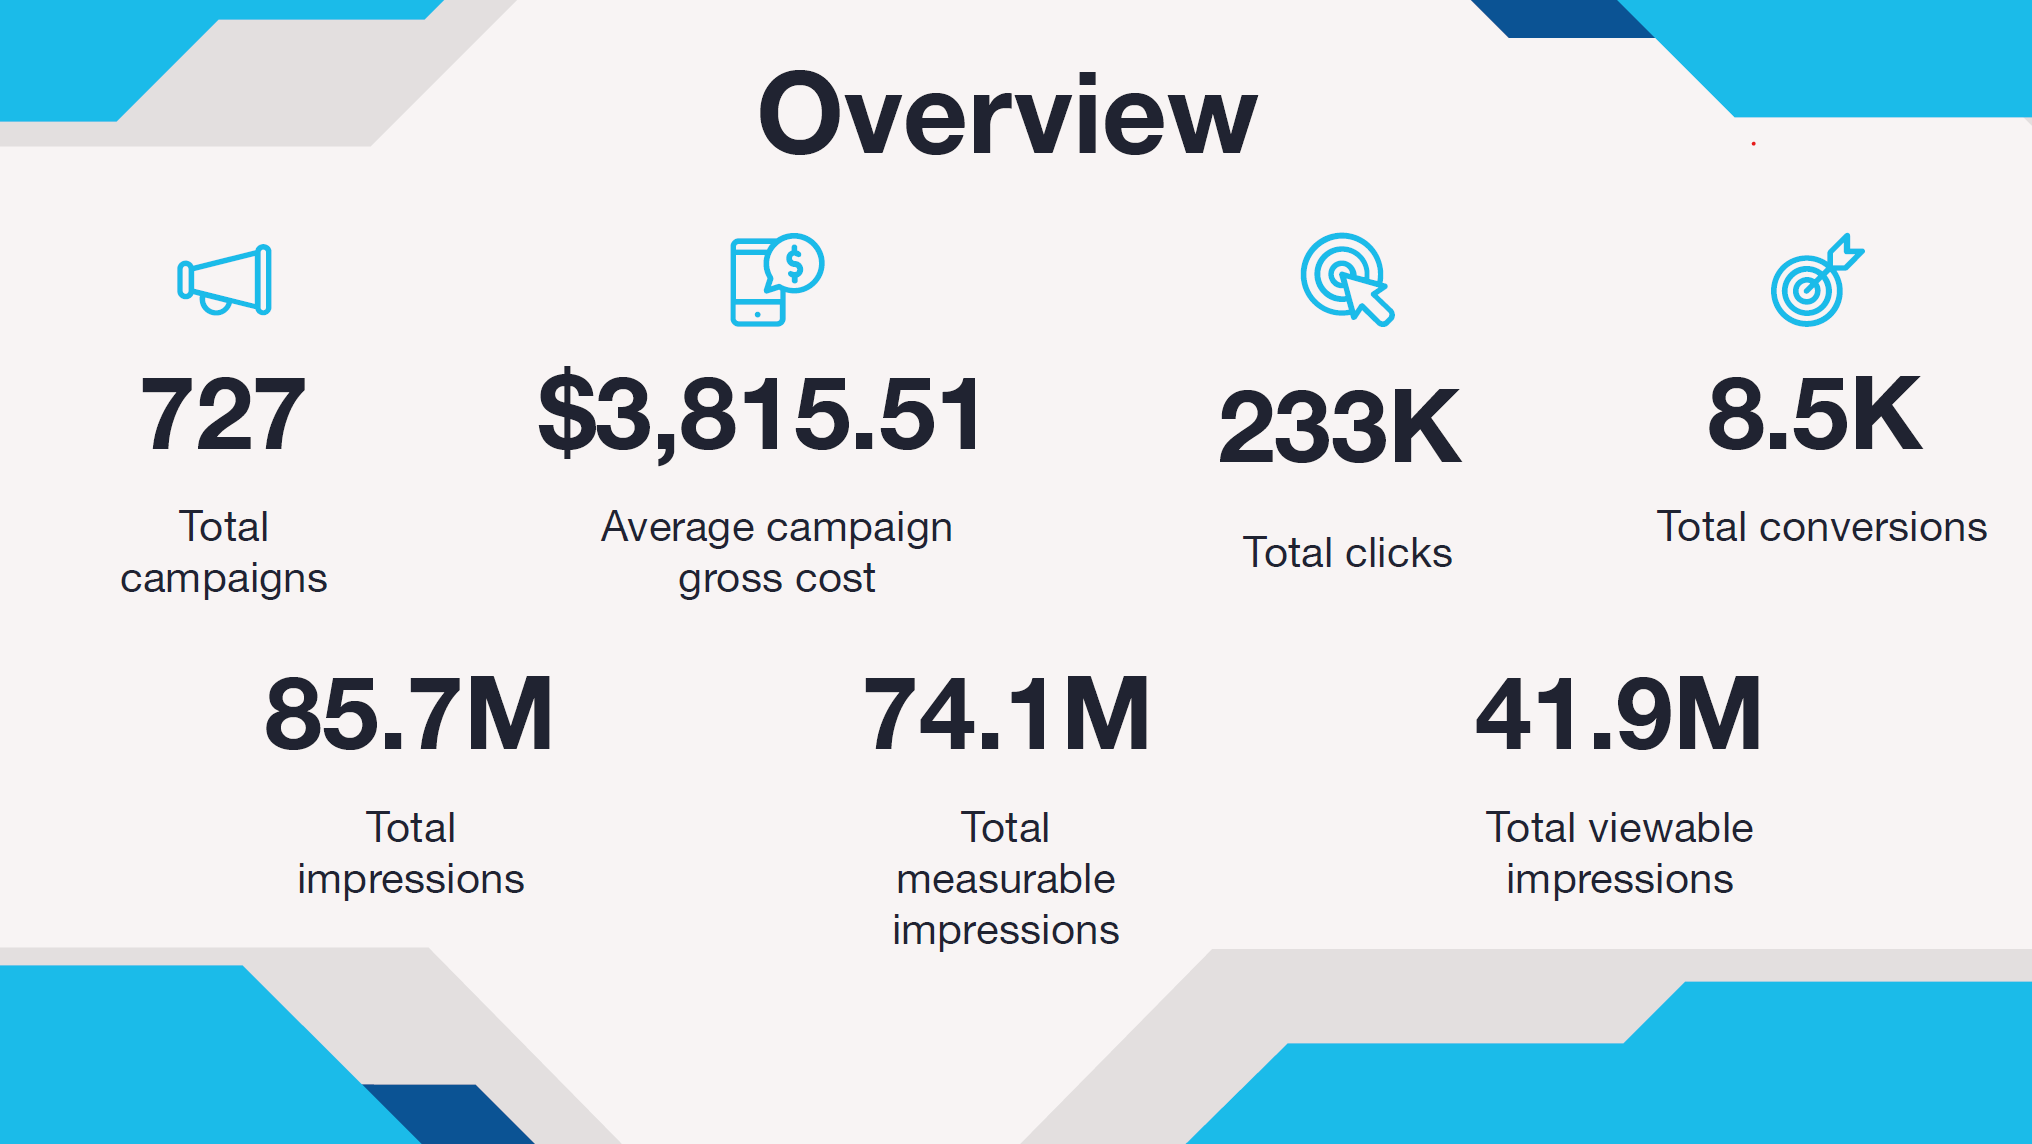 Overview
727
Total
campaigns
$3,815.51
Average campaign
gross cost
233K
Total clicks
8.5K
Total conversions
85.7M
Total
impressions
74.1M
Total
measurable
impressions
41.9M
Total viewable
impressions